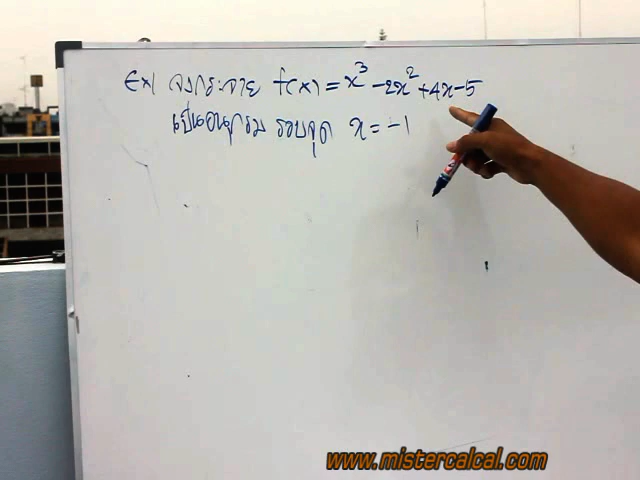 Ex1 จงกระจาย f(x) = x³ - 2x² + 4x - 5
เป็นอนุกรม รอบจุด x = -1
www.mistercalcal.com